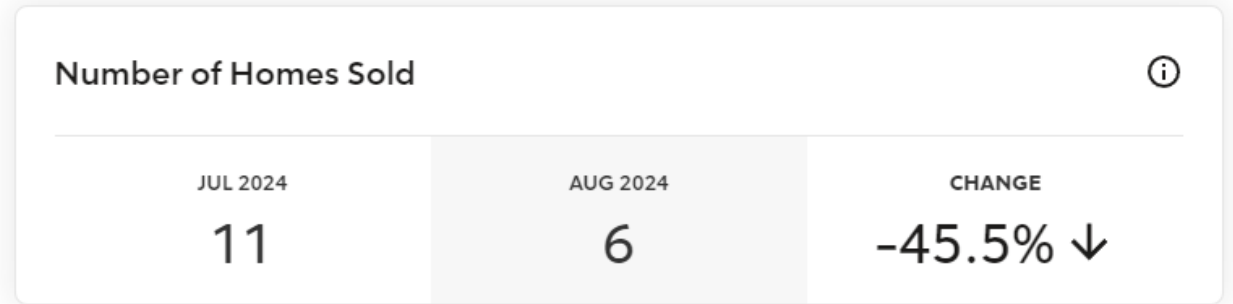 Number of Homes Sold
JUL 2024 AUG 2024 CHANGE
11 6 -45.5% ↓